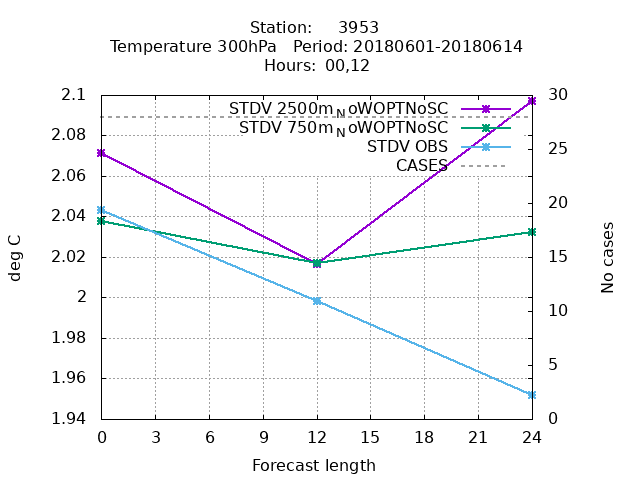 Station: 3953
Temperature 300hPa Period: 20180601-20180614
Hours: 00,12
STDV 2500m_NoWOPTNoSC
STDV 750m_NoWOPTNoSC
STDV OBS
CASES
2.1
2.08
2.06
2.04
2.02
2
1.98
1.96
1.94
deg C
30
25
20
15
10
5
0
No cases
0 3 6 9 12 15 18 21 24
Forecast length